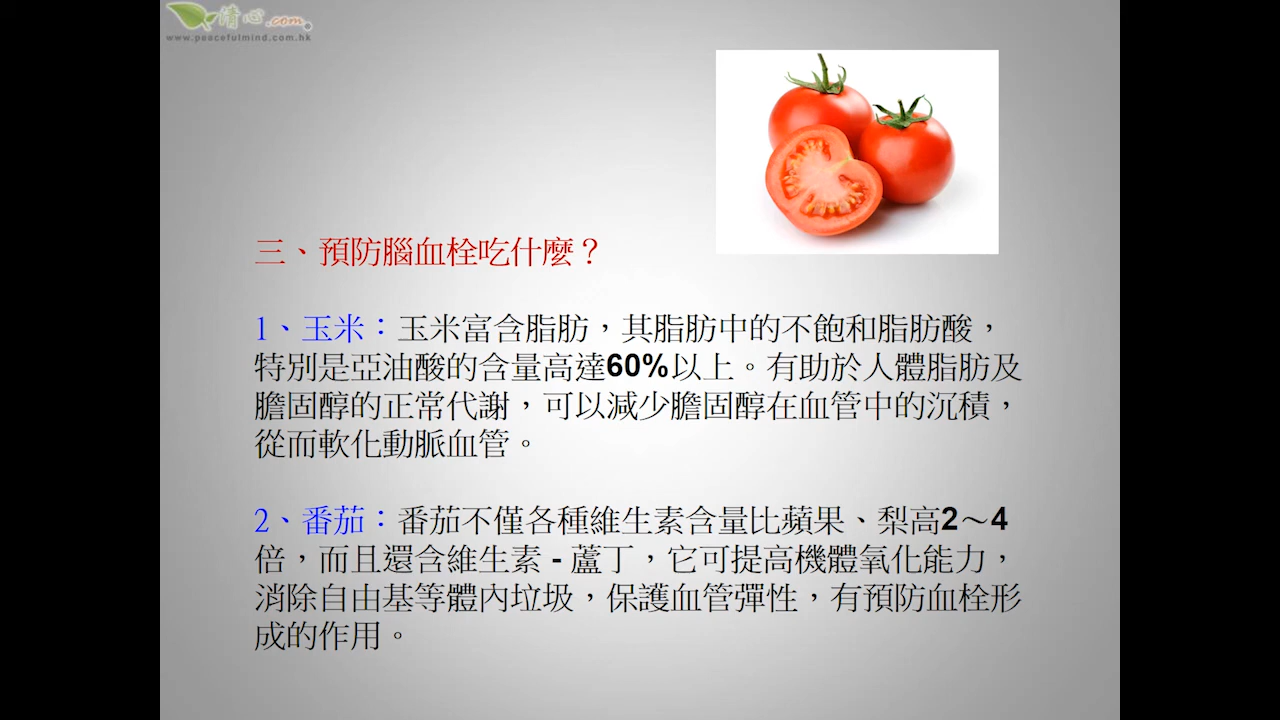 清心.com
www.peacefulmind.com.hk
三、預防腦血栓吃什麼？
1、玉米：玉米富含脂肪，其脂肪中的不飽和脂肪酸，
特別是亞油酸的含量高達60%以上。有助於人體脂肪及
膽固醇的正常代謝，可以減少膽固醇在血管中的沉積，
從而軟化動脈血管。
2、番茄：番茄不僅各種維生素含量比蘋果、梨高2～4
倍，而且還含維生素 - 蘆丁，它可提高機體氧化能力，
消除自由基等體內垃圾，保護血管彈性，有預防血栓形
成的作用。